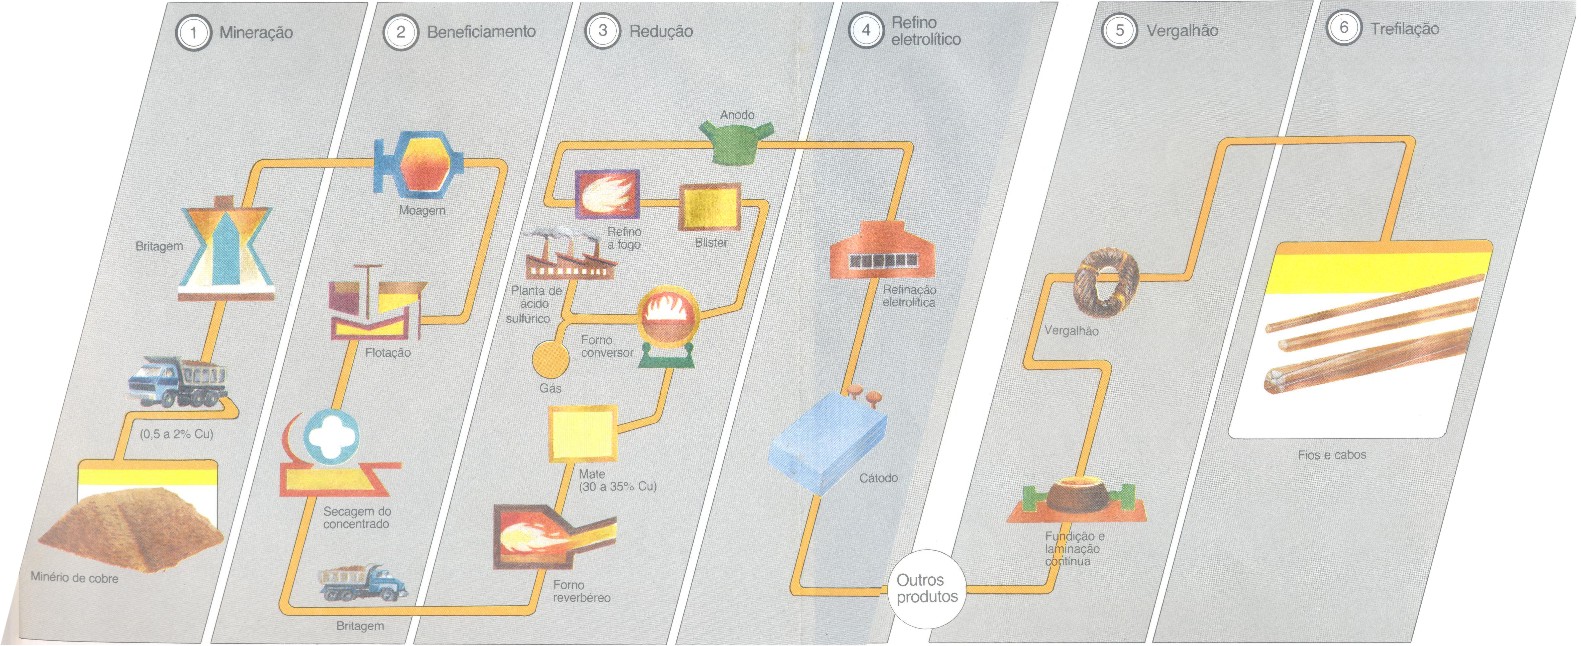 1 Mineração
Britagem
(0,5 a 2% Cu)
Minério de cobre
2 Beneficiamento
Moagem
Flotação
Secagem do
concentrado
Britagem
3 Redução
Anodo
Refino
a fogo
Blister
Planta de
ácido
sulfúrico
Forno
conversor
Gás
Mate
(30 a 35% Cu)
Forno
reverbéreo
4 Refino
eletrolítico
Refinação
eletrolítica
Cátodo
Outros
produtos
5 Vergalhão
Vergalhão
Fundição e
laminação
contínua
6 Trefilação
Fios e cabos